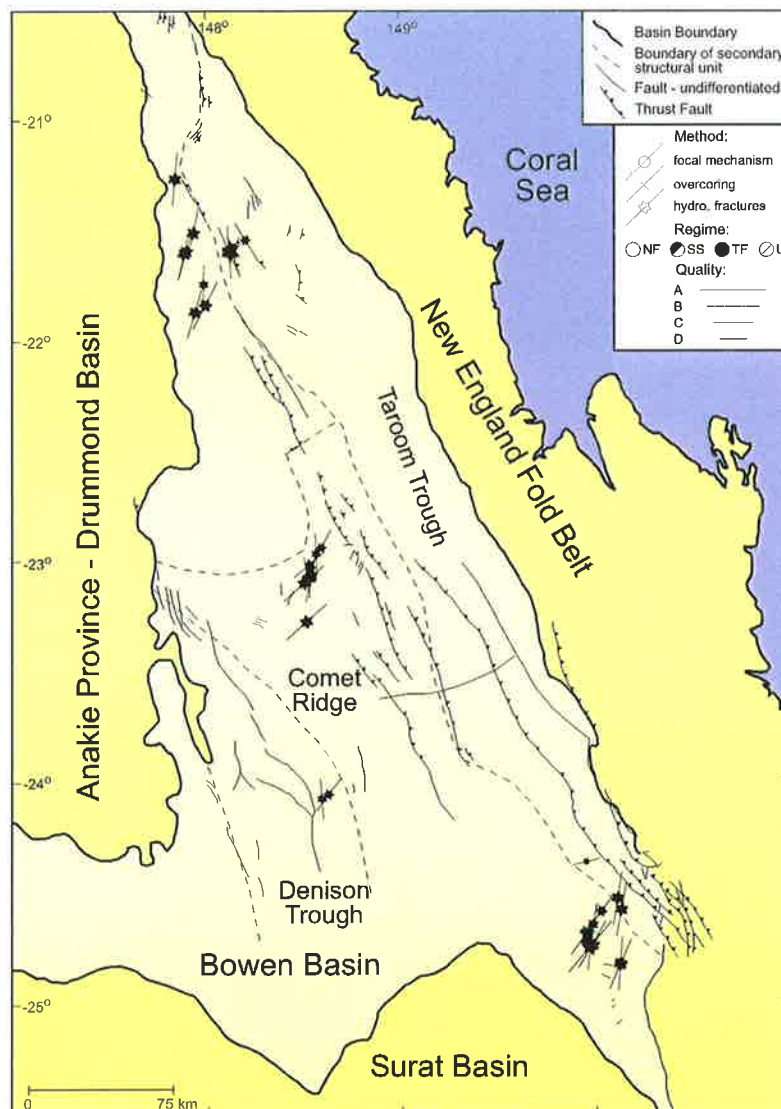 148°
149°
-21°
-22°
-23°
-24°
-25°
Basin Boundary
Boundary of secondary
structural unit
Fault - undifferentiated
Thrust Fault
Method:
focal mechanism
overcoring
hydro. fractures
Regime:
NF SS TF U
Quality:
A
B
C
D
Coral
Sea
New England Fold Belt
Taroom Trough
Anakie Province - Drummond Basin
Comet
Ridge
Denison
Trough
Bowen Basin
Surat Basin
0 75 km